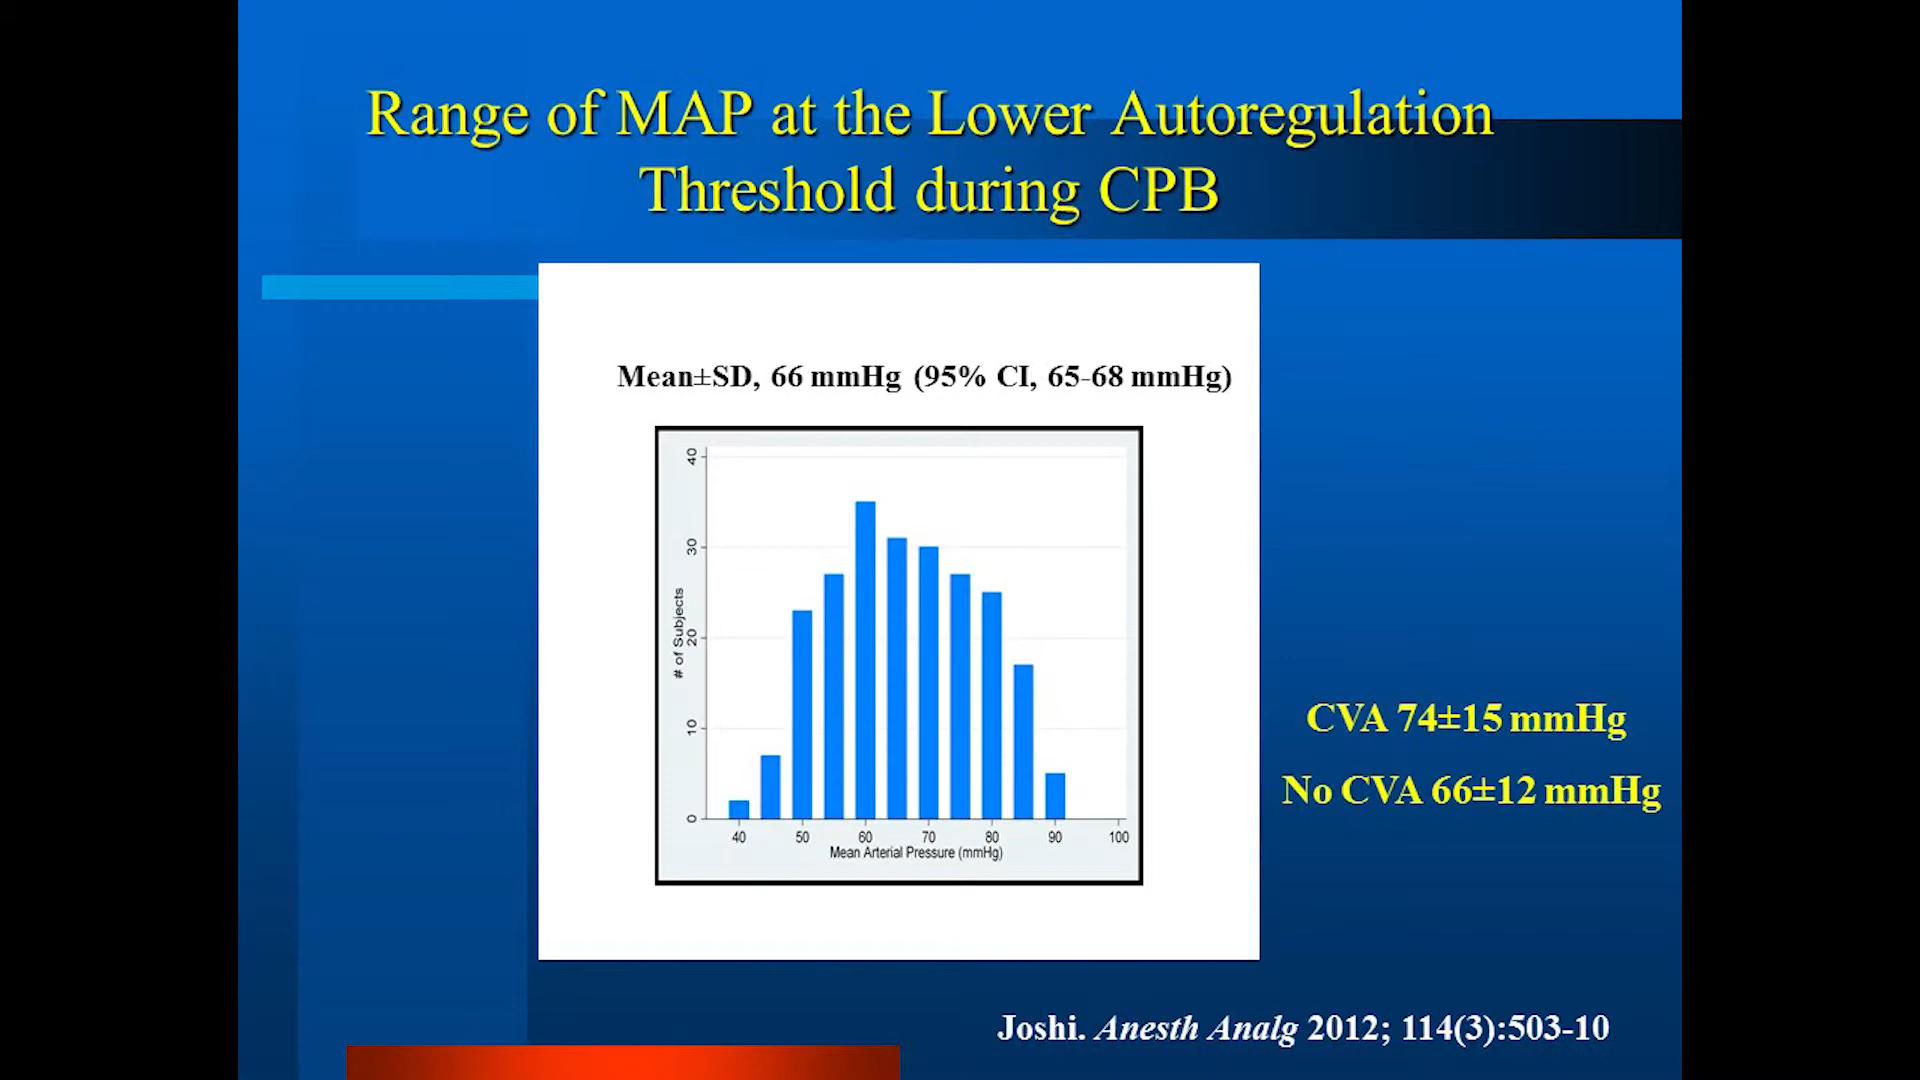 Range of MAP at the Lower Autoregulation
Threshold during CPB
Mean±SD, 66 mmHg (95% CI, 65-68 mmHg)
40
30
20
10
0
# of Subjects
40 50 60 70 80 90 100
Mean Arterial Pressure (mmHg)
CVA 74±15 mmHg
No CVA 66±12 mmHg
Joshi. Anesth Analg 2012; 114(3):503-10